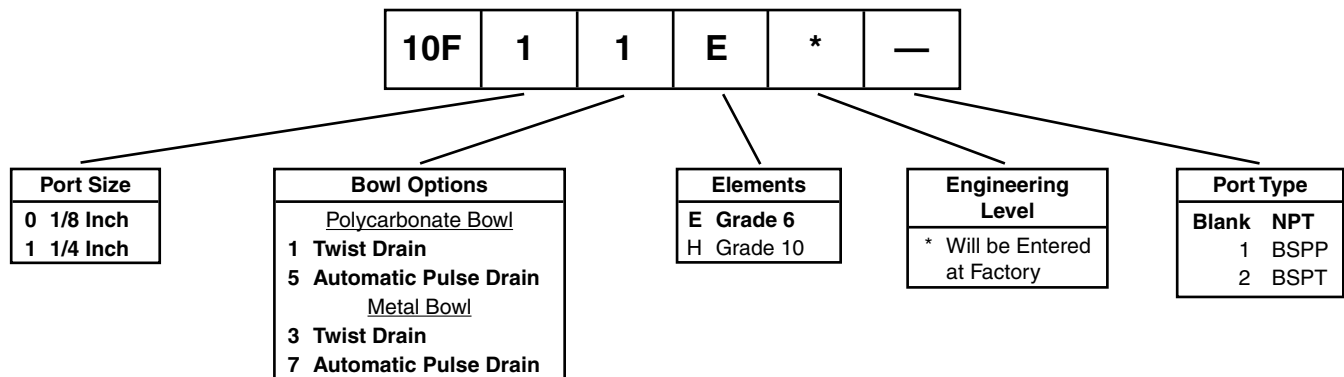 10F 1 1 E * —
Port Size
0 1/8 Inch
1 1/4 Inch
Bowl Options
Polycarbonate Bowl
1 Twist Drain
5 Automatic Pulse Drain
Metal Bowl
3 Twist Drain
7 Automatic Pulse Drain
Elements
E Grade 6
H Grade 10
Engineering
Level
* Will be Entered
at Factory
Port Type
Blank NPT
1 BSPP
2 BSPT